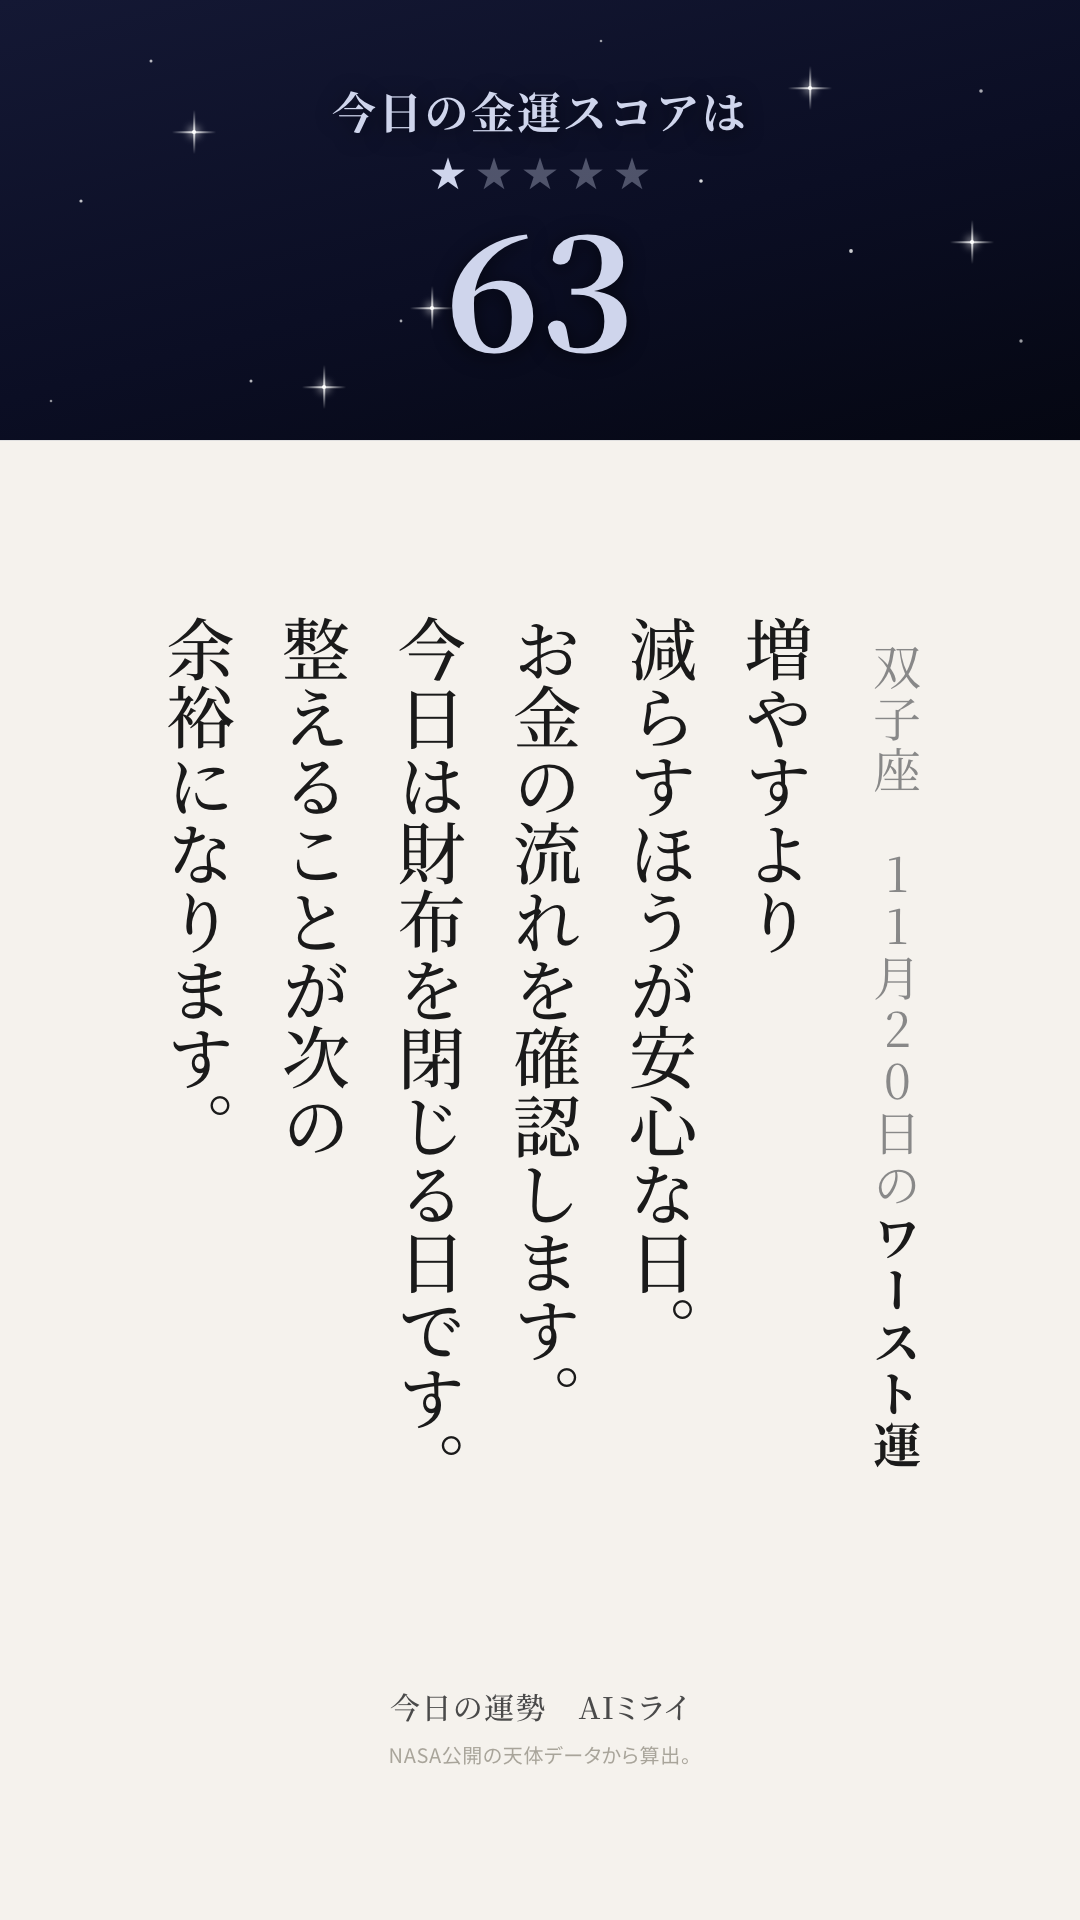 今日の金運スコアは
★★★★★
63
双子座　11月20日のワースト運
増やすより
減らすほうが安心な日。
お金の流れを確認します。
今日は財布を閉じる日です。
整えることが次の
余裕になります。
今日の運勢　AIミライ
NASA公開の天体データから算出。